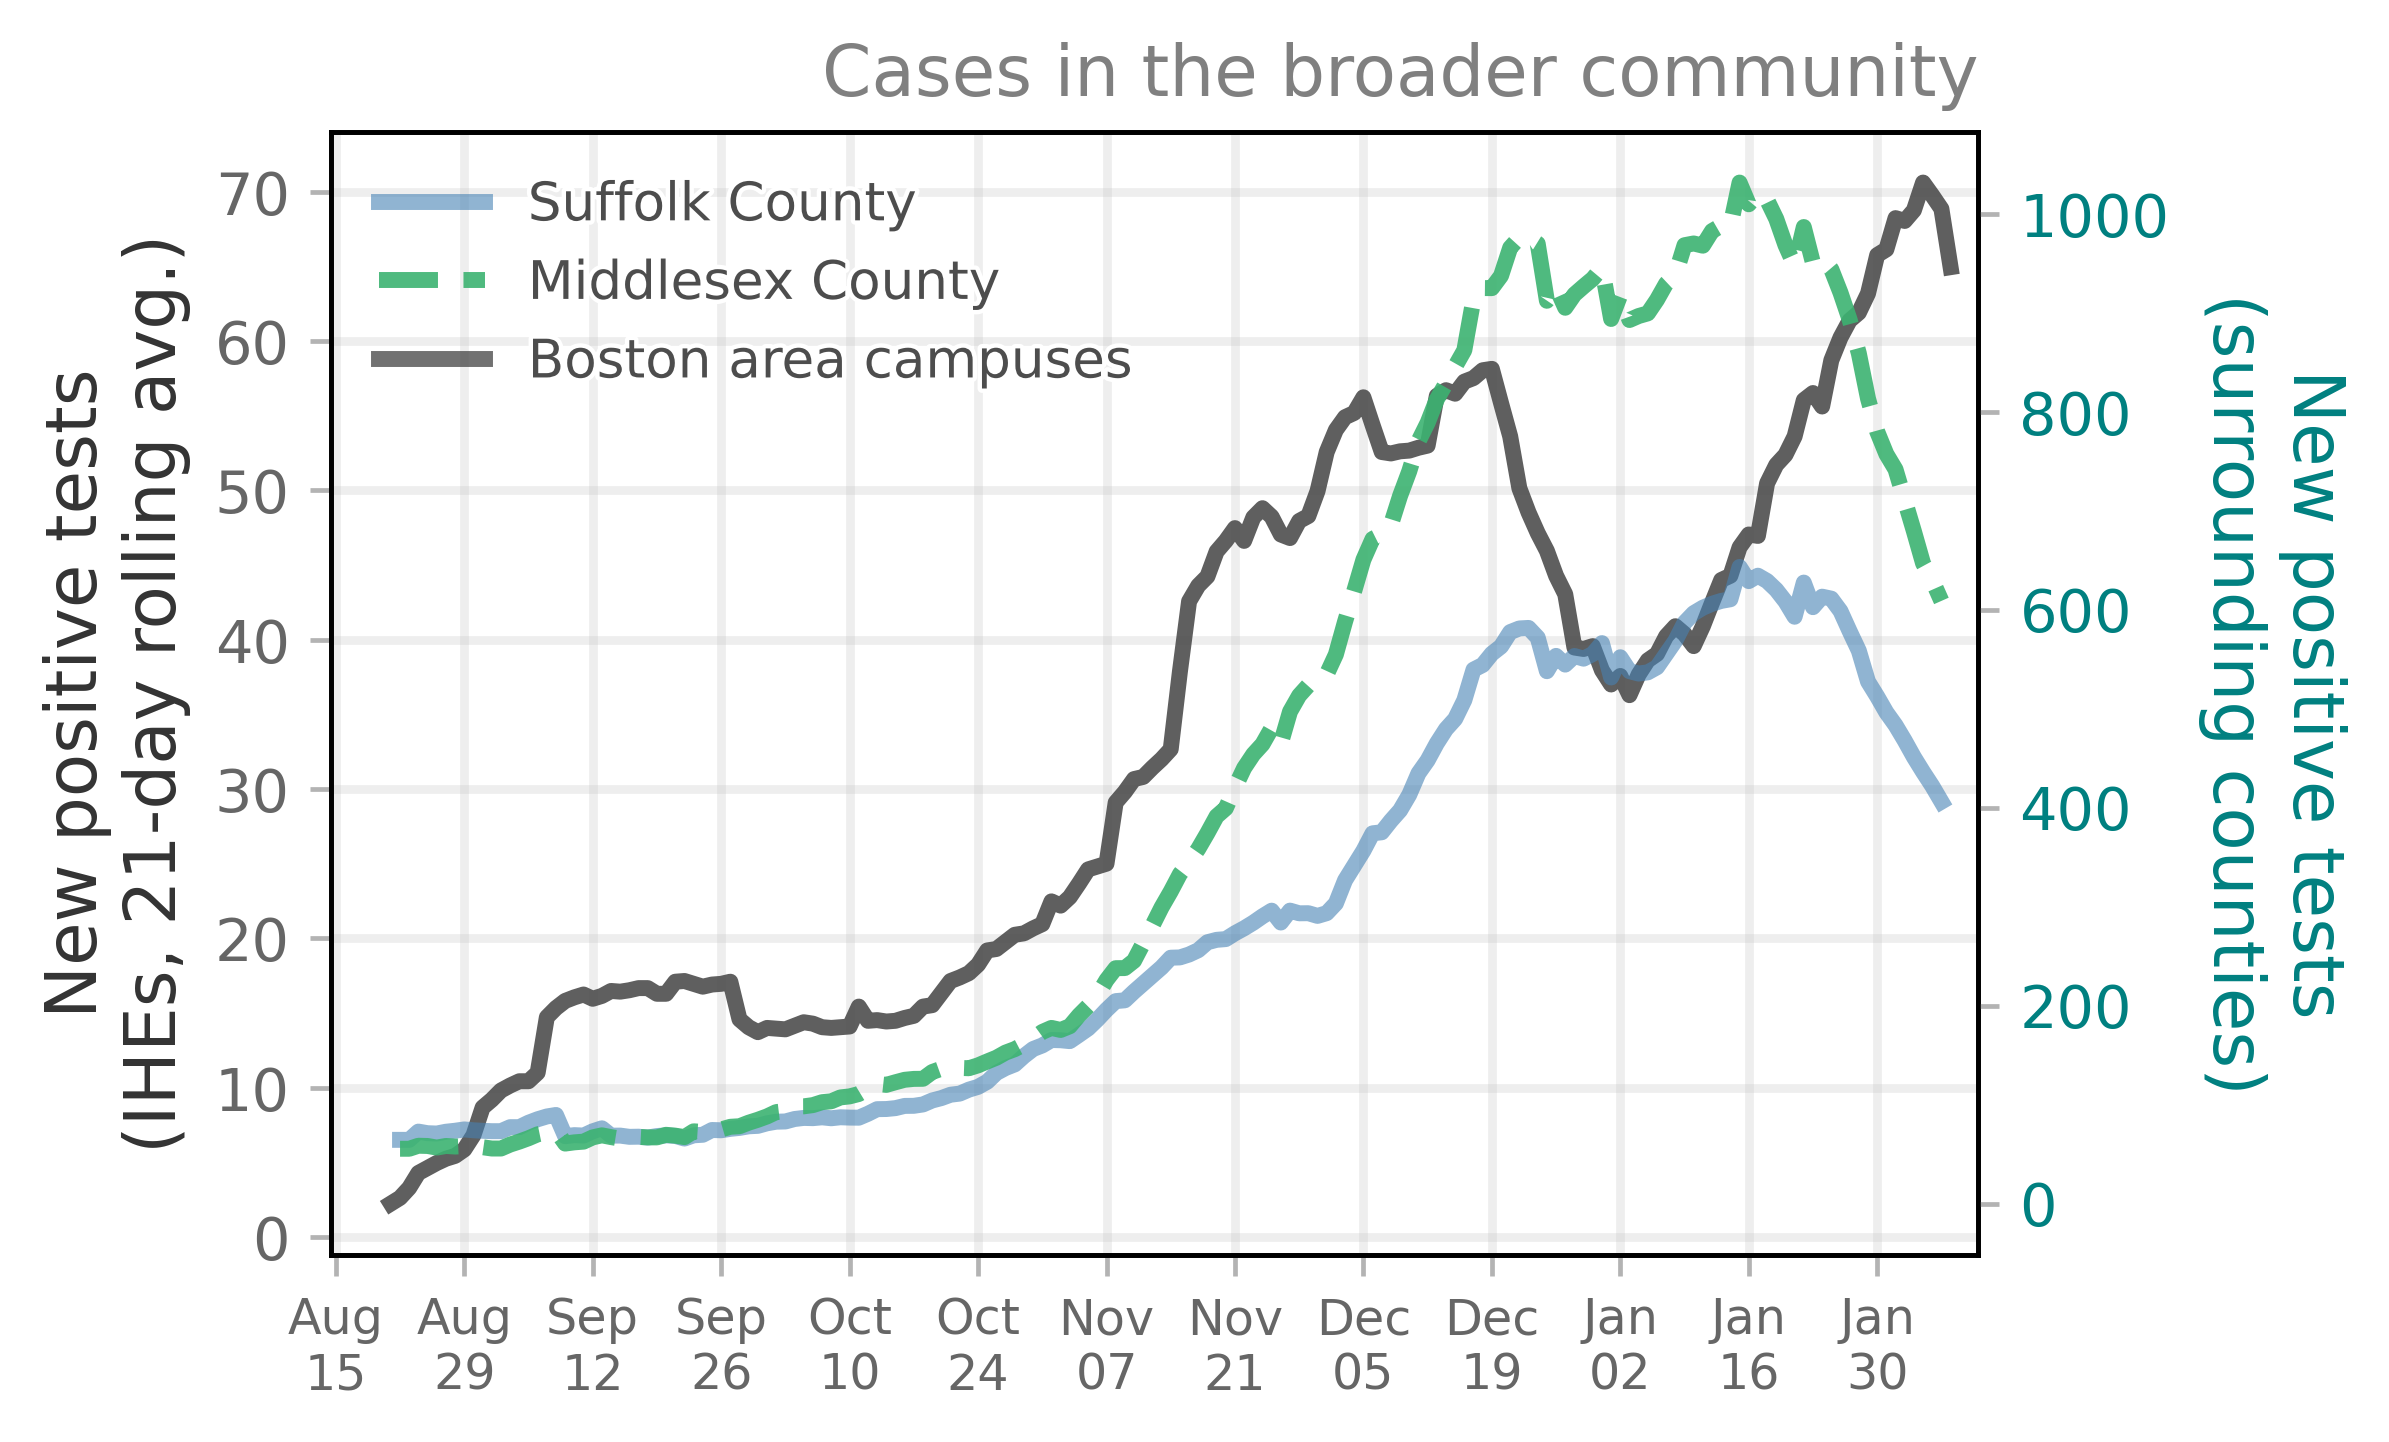 Cases in the broader community
New positive tests
(IHEs, 21-day rolling avg.)
70
60
50
40
30
20
10
0
Suffolk County
Middlesex County
Boston area campuses
1000
800
600
400
200
0
New positive tests
(surrounding counties)
Aug Aug Sep Sep Oct Oct Nov Nov Dec Dec Jan Jan Jan
15 29 12 26 10 24 07 21 05 19 02 16 30